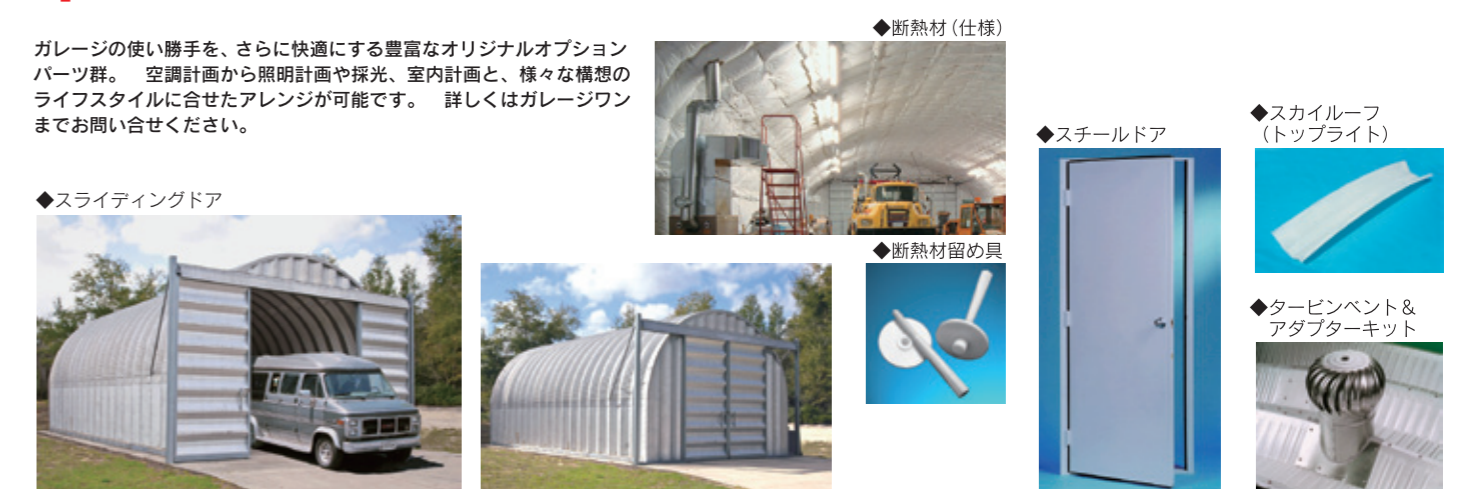 ガレージの使い勝手を、さらに快適にする豊富なオリジナルオプション
パーツ群。　空調計画から照明計画や採光、室内計画と、様々な構想の
ライフスタイルに合せたアレンジが可能です。　詳しくはガレージワン
までお問い合せください。
◆スライディングドア
◆断熱材（仕様）
◆断熱材留め具
◆スチールドア
◆スカイルーフ
（トップライト）
◆タービンベント＆
アダプターキット